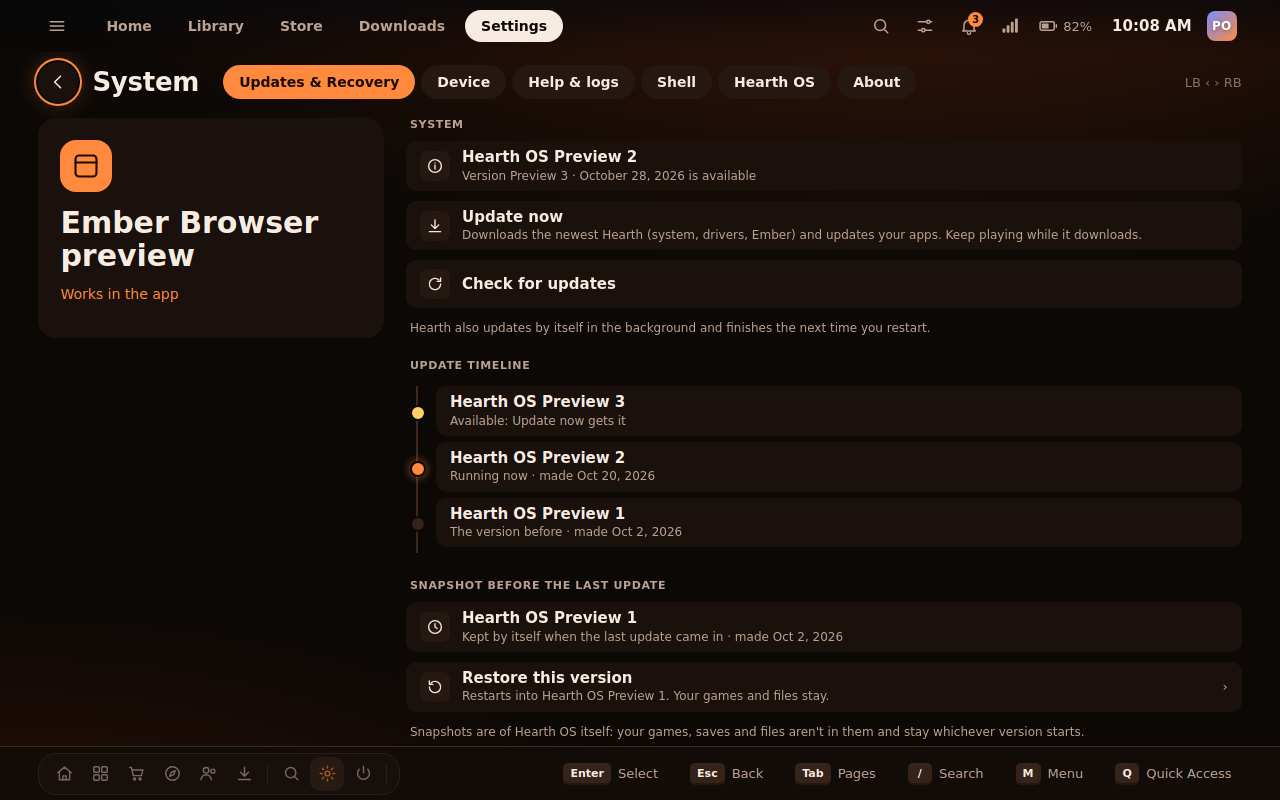 Home Library Store Downloads Settings 3 82% 10:08 AM PO
System Updates & Recovery Device Help & logs Shell Hearth OS About LB ‹ › RB
Ember Browser
preview
Works in the app
SYSTEM
Hearth OS Preview 2
Version Preview 3 · October 28, 2026 is available
Update now
Downloads the newest Hearth (system, drivers, Ember) and updates your apps. Keep playing while it downloads.
Check for updates
Hearth also updates by itself in the background and finishes the next time you restart.
UPDATE TIMELINE
Hearth OS Preview 3
Available: Update now gets it
Hearth OS Preview 2
Running now · made Oct 20, 2026
Hearth OS Preview 1
The version before · made Oct 2, 2026
SNAPSHOT BEFORE THE LAST UPDATE
Hearth OS Preview 1
Kept by itself when the last update came in · made Oct 2, 2026
Restore this version
Restarts into Hearth OS Preview 1. Your games and files stay.
Snapshots are of Hearth OS itself: your games, saves and files aren't in them and stay whichever version starts.
Enter Select Esc Back Tab Pages / Search M Menu Q Quick Access